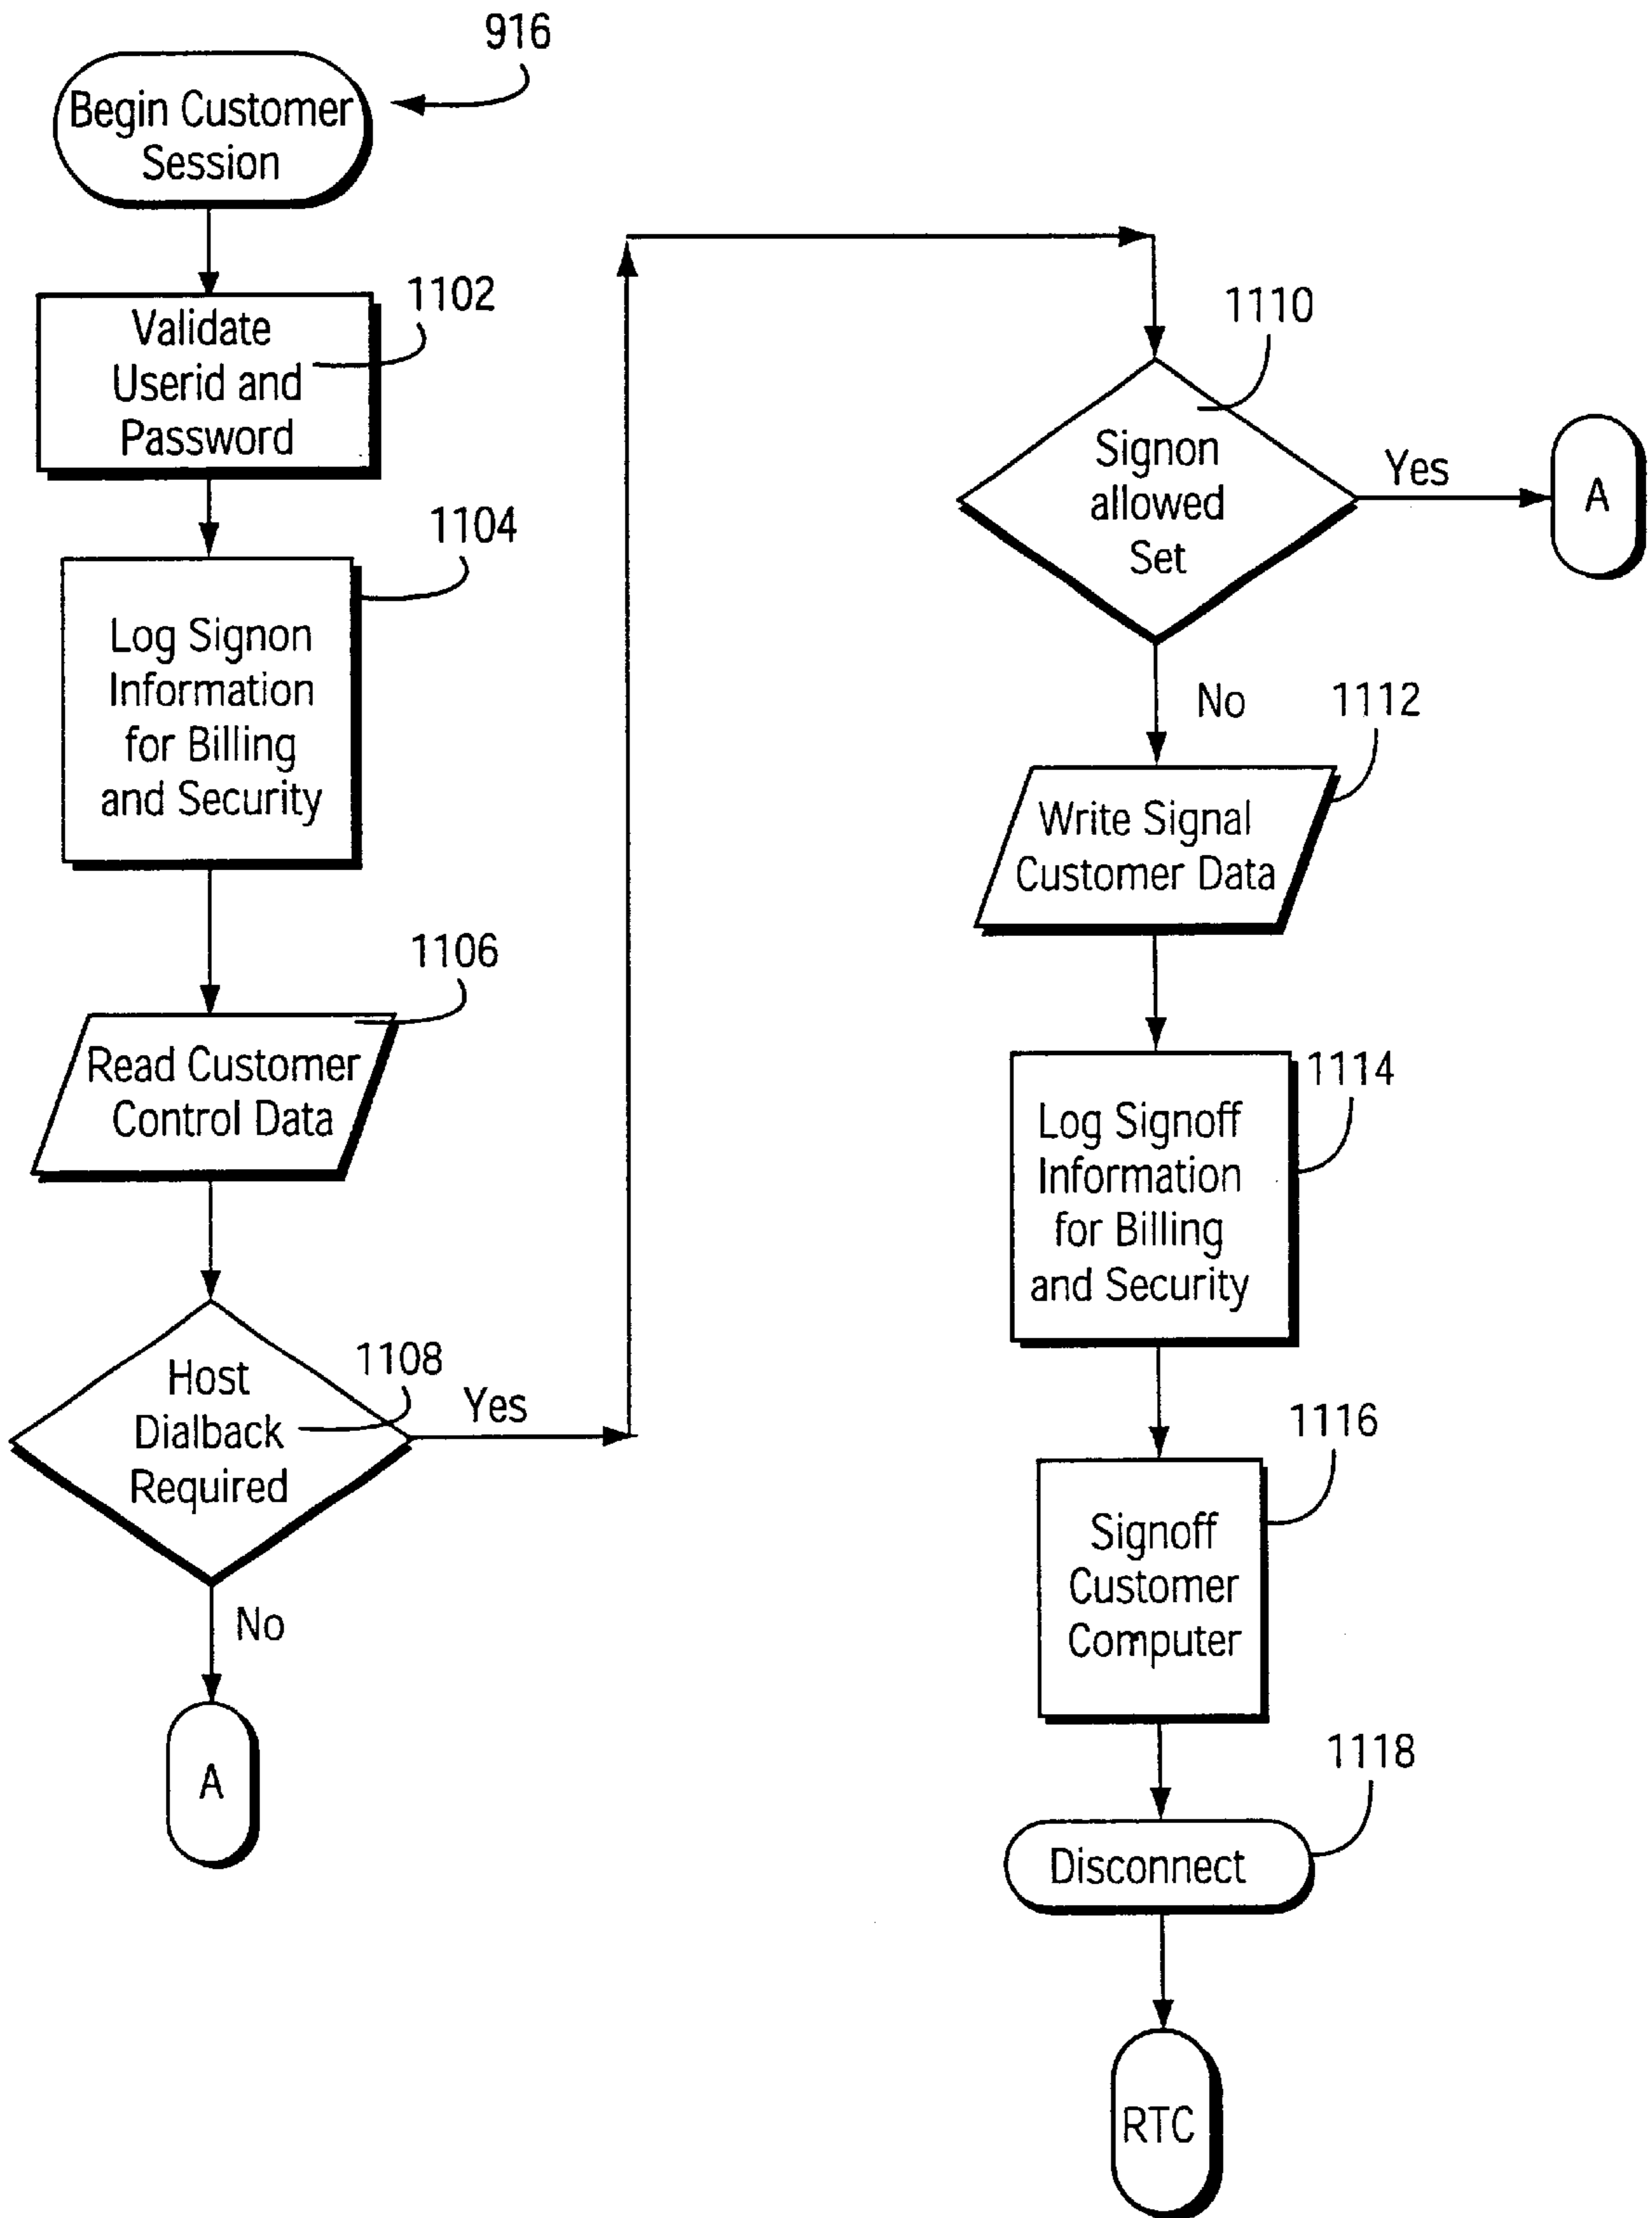 916
Begin Customer
Session
1102
Validate
Userid and
Password
1104
Log Signon
Information
for Billing
and Security
1106
Read Customer
Control Data
1108
Host
Dialback
Required
Yes
No
A
1110
Signon
allowed
Set
Yes
A
No
1112
Write Signal
Customer Data
1114
Log Signoff
Information
for Billing
and Security
1116
Signoff
Customer
Computer
1118
Disconnect
RTC